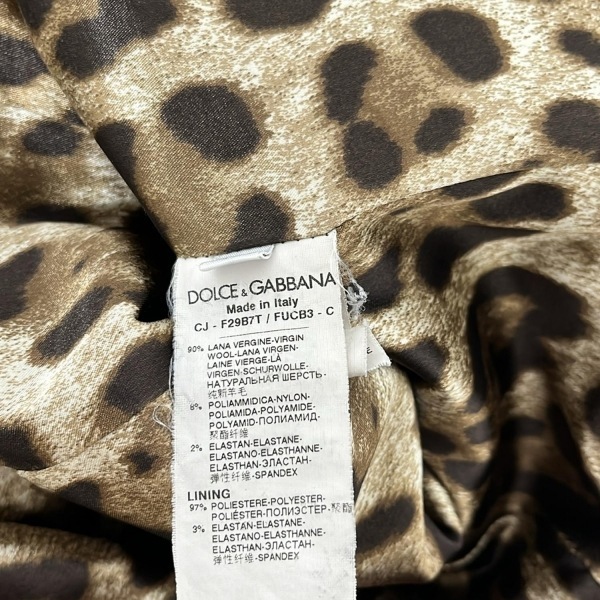 DOLCE & GABBANA
Made in Italy
CJ - F29B7T / FUCB3 - C
90% LANA VERGINE-VIRGIN
WOOL-LANA VIRGEN-
LAINE VIERGE-LÃ
VIRGEN-SCHURWOLLE-
НАТУРАЛЬНАЯ ШЕРСТЬ-
纯新羊毛
8% POLIAMMIDICA-NYLON-
POLIAMIDA-POLYAMIDE-
POLYAMID-ПОЛИАМИД-
聚酯纤维
2% ELASTAN-ELASTANE-
ELASTANO-ELASTHANNE-
ELASTHAN-ЭЛАСТАН-
弹性纤维-SPANDEX
LINING
97% POLIESTERE-POLYESTER-
POLIÉSTER-ПОЛИЭСТЕР-聚酯
3% ELASTAN-ELASTANE-
ELASTANO-ELASTHANNE-
ELASTHAN-ЭЛАСТАН-
弹性纤维-SPANDEX
E